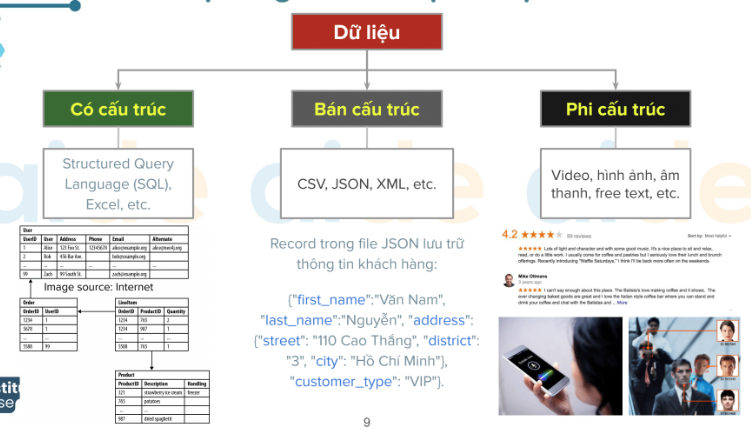 Dữ liệu
Có cấu trúc
Bán cấu trúc
Phi cấu trúc
Structured Query
Language (SQL),
Excel, etc.
CSV, JSON, XML, etc.
Video, hình ảnh, âm
thanh, free text, etc.
User
UserID User Address Phone Email Alternate
1 Alice 123 Foo St. 12345678 alice@example.org alice@neo4j.org
2 Bob 456 Bar Ave. bob@example.org
... ... ... ... ... ...
99 Zach 99 South St. zach@example.org
Image source: Internet
Order
OrderID UserID
1234 1
5678 1
... ...
5588 99
LineItem
OrderID ProductID Quantity
1234 765 2
1234 987 1
... ... ...
5588 765 1
Product
ProductID Description Handling
321 strawberry ice cream freezer
765 potatoes
... ...
987 dried spaghetti
Record trong file JSON lưu trữ
thông tin khách hàng:
{"first_name":"Văn Nam",
"last_name":"Nguyễn", "address":
{"street": "110 Cao Thắng", "district":
"3", "city": "Hồ Chí Minh"},
"customer_type": "VIP"}.
4.2 ★★★★ 88 reviews
Sort by: Most helpful
Lots of light and character and with some good music. It's a nice place to sit and relax,
read, or do a little work. I usually come for coffee and pastries but I seriously love their lunch and brunch
offerings. Recently introducing "Waffle Saturdays," I think I'll be back more often on the weekends.
Mike Ottmans
3 years ago
I can't say enough about this place. The Batista's love making coffee and it shows. The
ever changing baked goods are great and I love the Italian style coffee bar where you can stand and
drink your coffee and chat with the Batistas and ... More
9